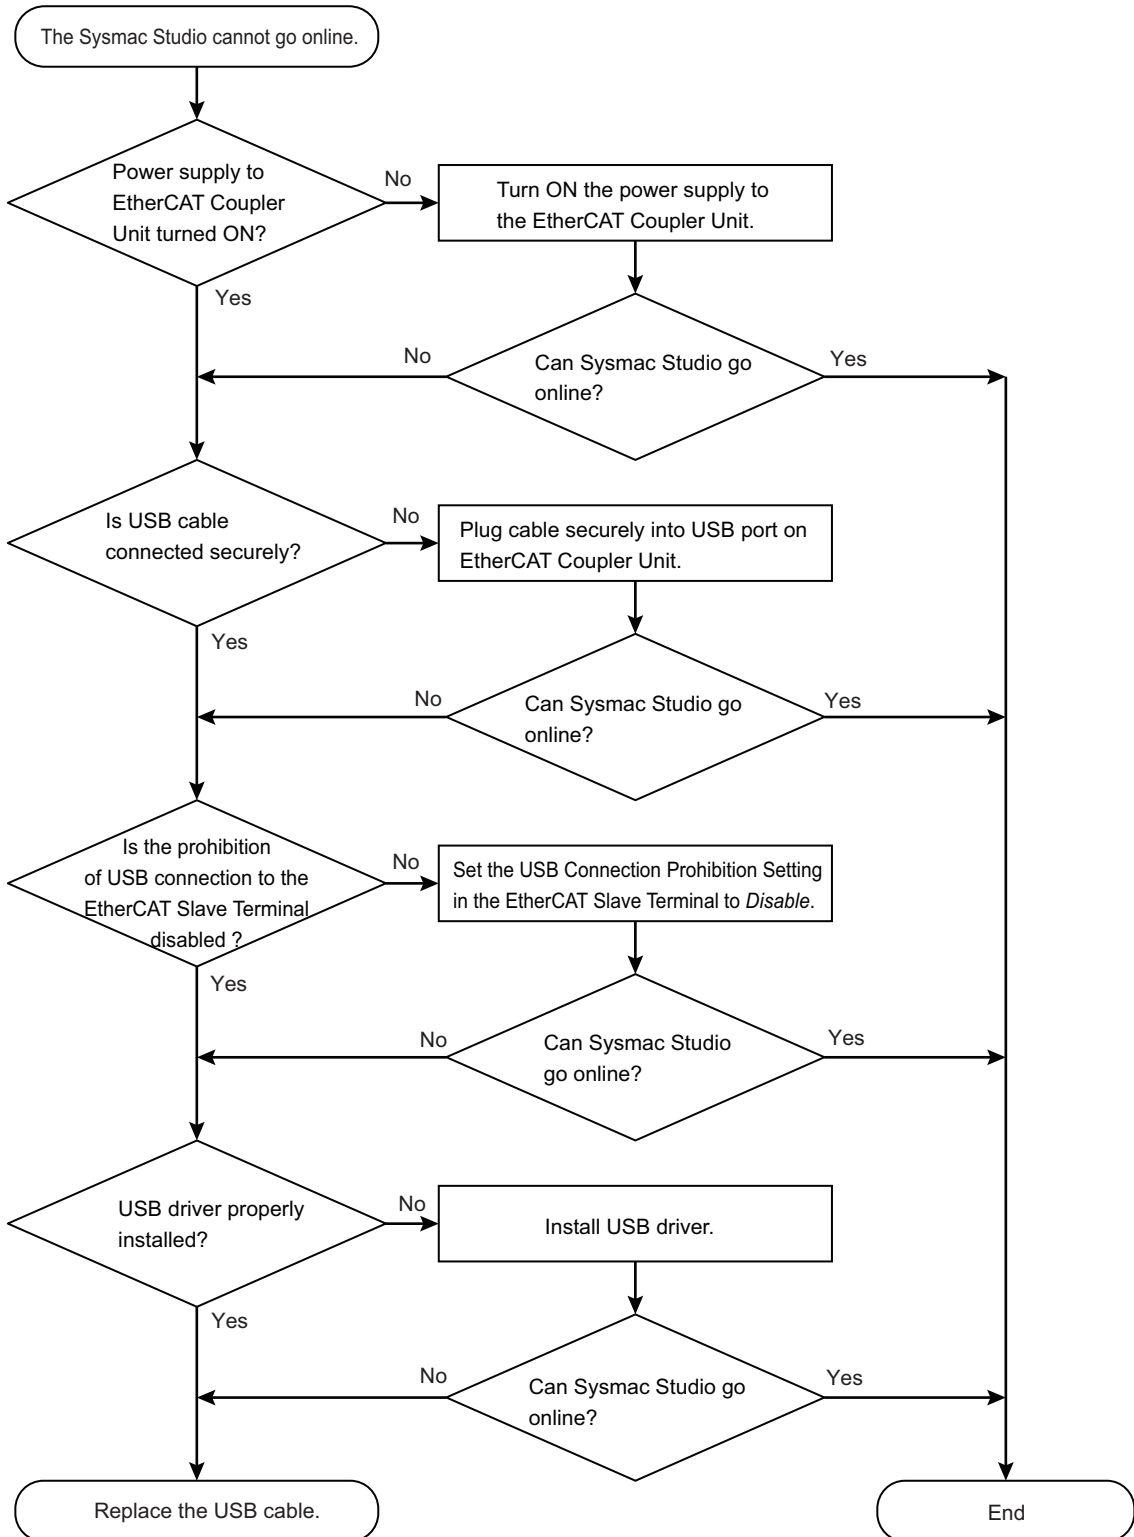 The Sysmac Studio cannot go online.
Power supply to
EtherCAT Coupler
Unit turned ON?
No
Turn ON the power supply to
the EtherCAT Coupler Unit.
Yes
No
Can Sysmac Studio go
online?
Yes
Is USB cable
connected securely?
No
Plug cable securely into USB port on
EtherCAT Coupler Unit.
Yes
No
Can Sysmac Studio go
online?
Yes
Is the prohibition
of USB connection to the
EtherCAT Slave Terminal
disabled ?
No
Set the USB Connection Prohibition Setting
in the EtherCAT Slave Terminal to Disable.
Yes
No
Can Sysmac Studio
go online?
Yes
USB driver properly
installed?
No
Install USB driver.
Yes
No
Can Sysmac Studio go
online?
Yes
Replace the USB cable.
End